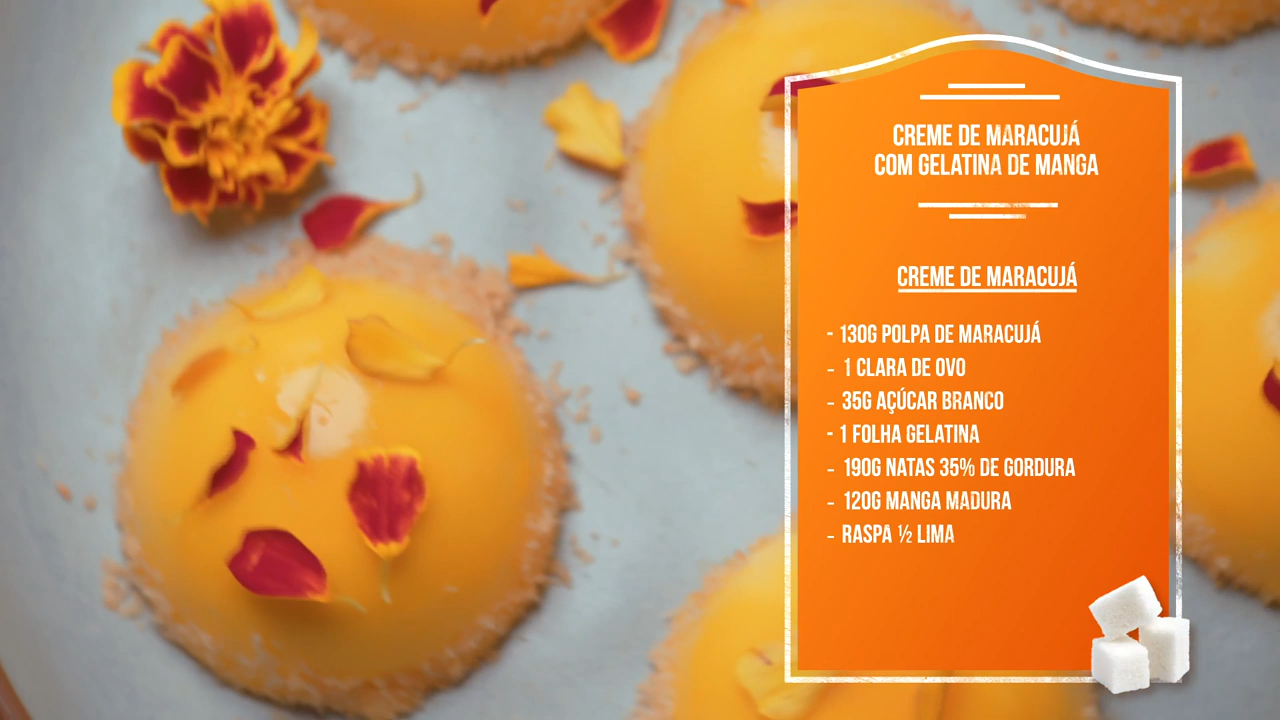 CREME DE MARACUJÁ
COM GELATINA DE MANGA
CREME DE MARACUJÁ
- 130G POLPA DE MARACUJÁ
- 1 CLARA DE OVO
- 35G AÇÚCAR BRANCO
- 1 FOLHA GELATINA
- 190G NATAS 35% DE GORDURA
- 120G MANGA MADURA
- RASPA ½ LIMA